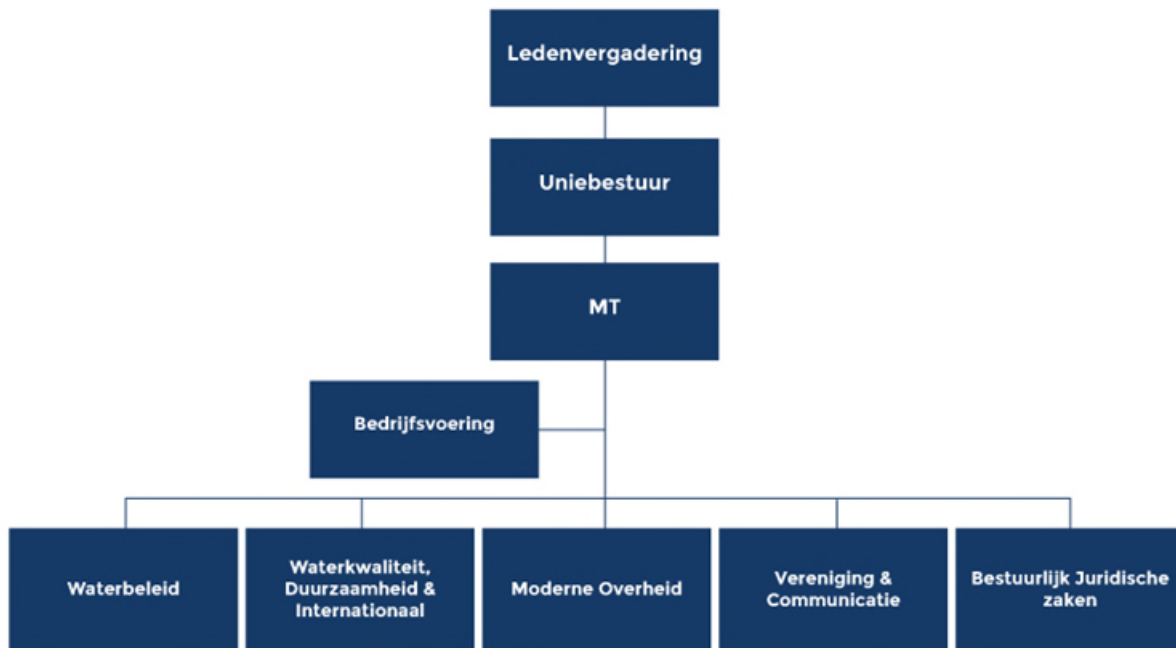 Ledenvergadering
Uniebestuur
MT
Bedrijfsvoering
Waterbeleid
Waterkwaliteit,
Duurzaamheid &
Internationaal
Moderne Overheid
Vereniging &
Communicatie
Bestuurlijk Juridische
zaken